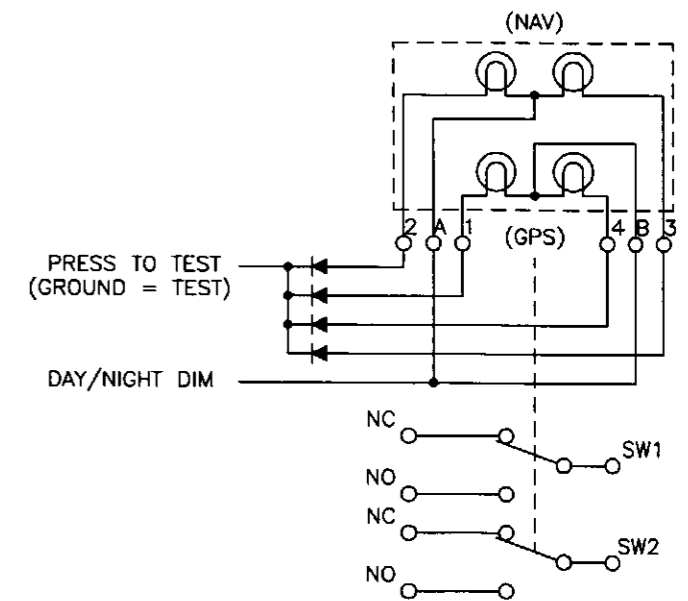 (NAV)
2 A 1 (GPS) 4 B 3
PRESS TO TEST
(GROUND = TEST)
DAY/NIGHT DIM
NC
SW1
NO
NC
SW2
NO